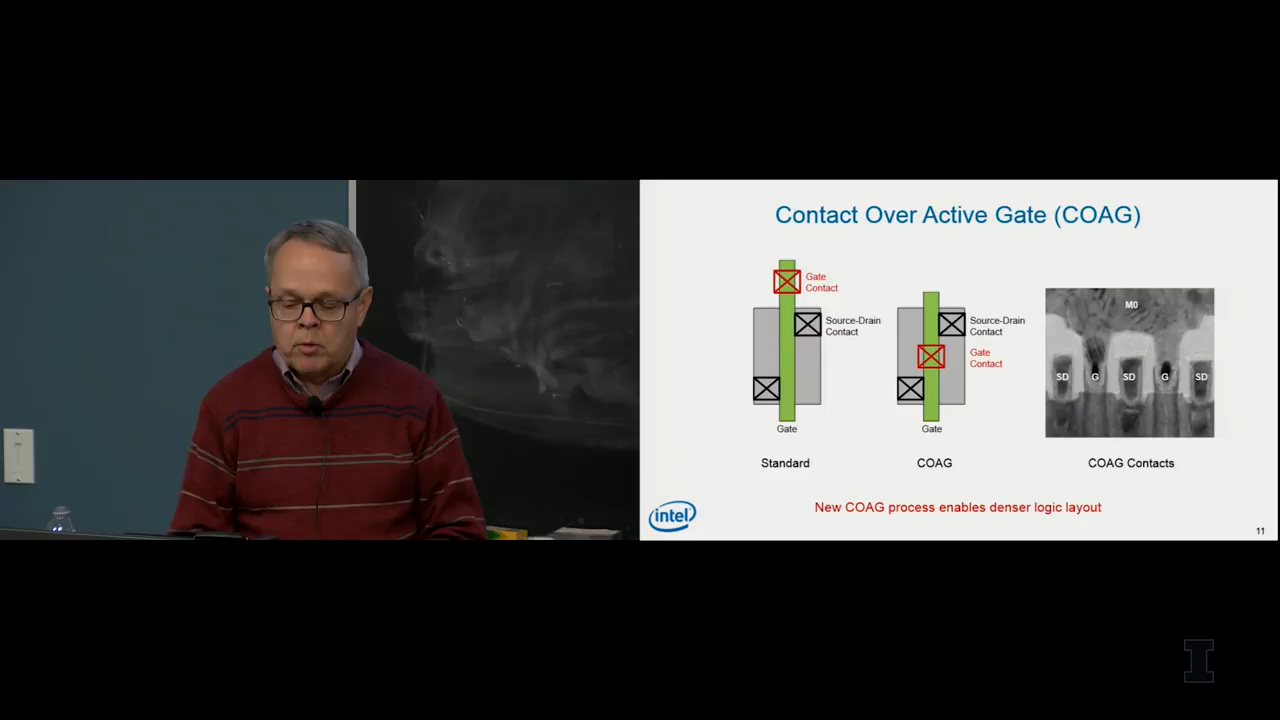 Contact Over Active Gate (COAG)
Gate
Contact
Source-Drain
Contact
Gate
Standard
Source-Drain
Contact
Gate
Contact
Gate
COAG
M0
SD
G
SD
G
SD
COAG Contacts
New COAG process enables denser logic layout
intel
11
I